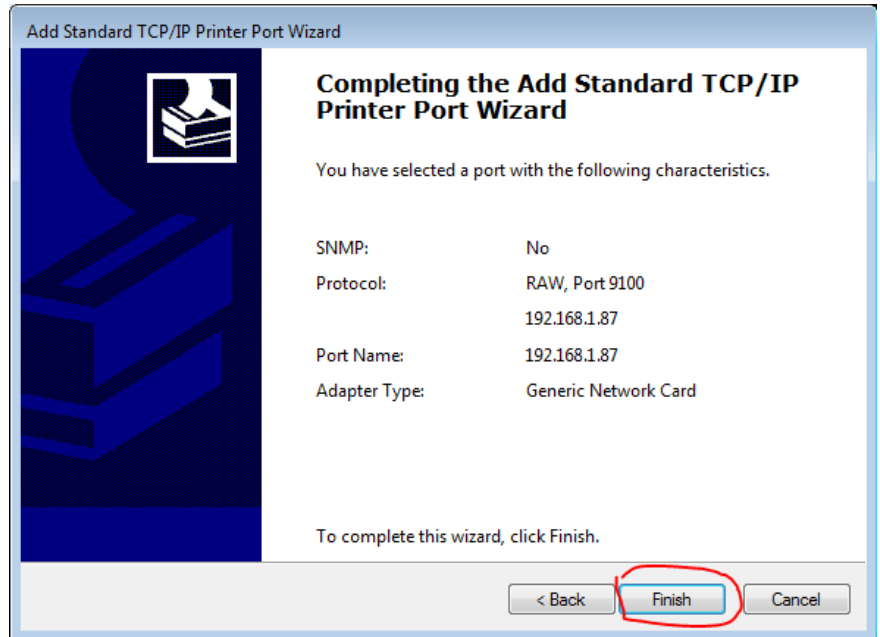 Add Standard TCP/IP Printer Port Wizard
Completing the Add Standard TCP/IP
Printer Port Wizard
You have selected a port with the following characteristics.
SNMP: No
Protocol: RAW, Port 9100
192.168.1.87
Port Name: 192.168.1.87
Adapter Type: Generic Network Card
To complete this wizard, click Finish.
< Back Finish Cancel